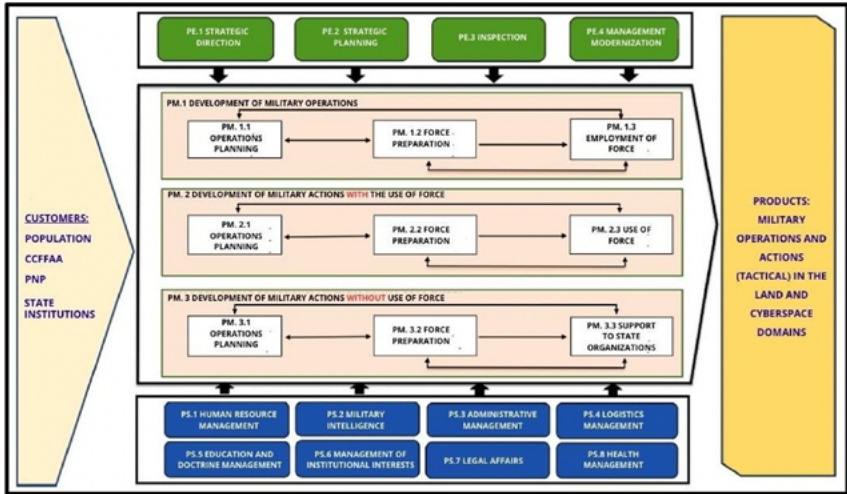 PE.1 STRATEGIC
DIRECTION
PE.2 STRATEGIC
PLANNING
PE.3 INSPECTION
PE.4 MANAGEMENT
MODERNIZATION
CUSTOMERS:
POPULATION
CCFFAA
PNP
STATE
INSTITUTIONS
PM.1 DEVELOPMENT OF MILITARY OPERATIONS
PM. 1.1
OPERATIONS
PLANNING
PM. 1.2 FORCE
PREPARATION
PM. 1.3
EMPLOYMENT OF
FORCE
PM. 2 DEVELOPMENT OF MILITARY ACTIONS WITH THE USE OF FORCE
PM. 2.1
OPERATIONS
PLANNING
PM. 2.2 FORCE
PREPARATION
PM. 2.3 USE OF
FORCE
PM. 3 DEVELOPMENT OF MILITARY ACTIONS WITHOUT USE OF FORCE
PM. 3.1
OPERATIONS
PLANNING
PM. 3.2 FORCE
PREPARATION
PM. 3.3 SUPPORT
TO STATE
ORGANIZATIONS
PRODUCTS:
MILITARY
OPERATIONS AND
ACTIONS
(TACTICAL) IN THE
LAND AND
CYBERSPACE
DOMAINS
PS.1 HUMAN RESOURCE
MANAGEMENT
PS.2 MILITARY
INTELLIGENCE
PS.3 ADMINISTRATIVE
MANAGEMENT
PS.4 LOGISTICS
MANAGEMENT
PS.5 EDUCATION AND
DOCTRINE MANAGEMENT
PS.6 MANAGEMENT OF
INSTITUTIONAL INTERESTS
PS.7 LEGAL AFFAIRS
PS.8 HEALTH
MANAGEMENT